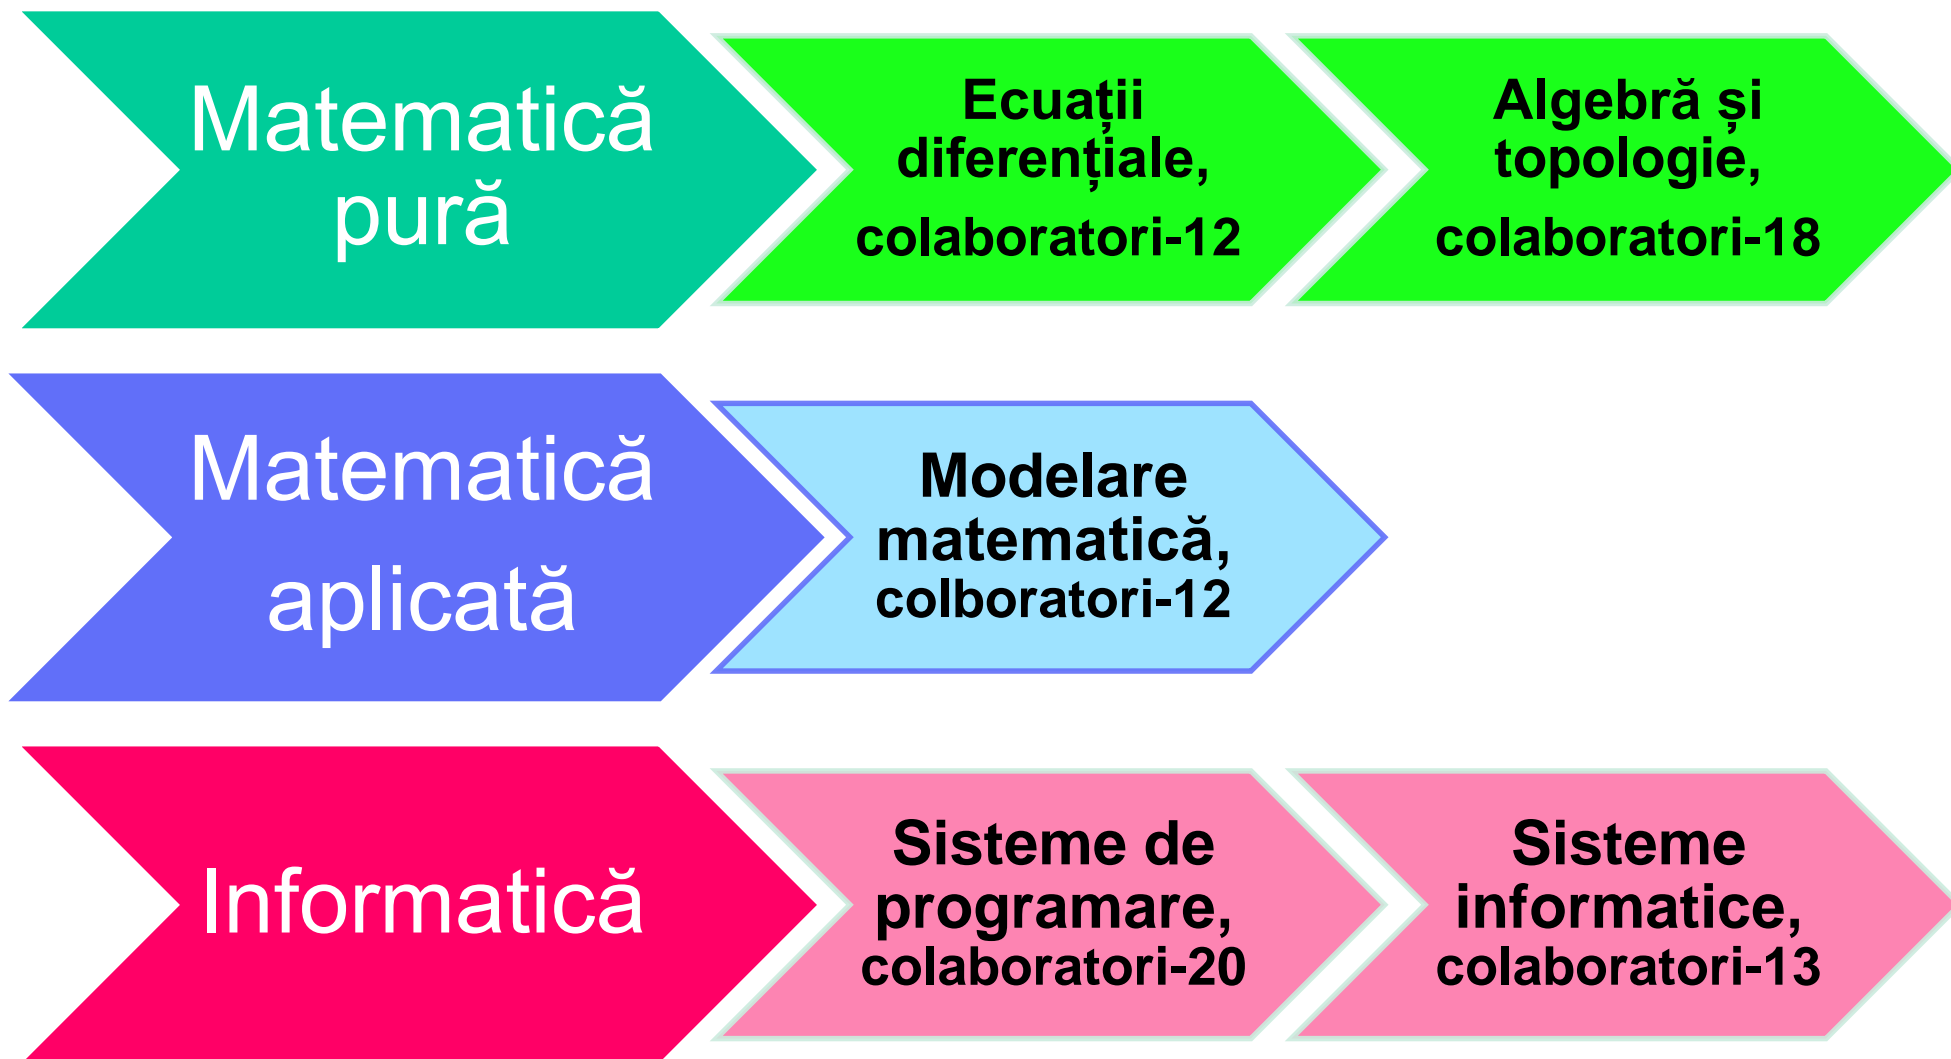 Matematică
pură
Ecuații
diferențiale,
colaboratori-12
Algebră și
topologie,
colaboratori-18
Matematică
aplicată
Modelare
matematică,
colboratori-12
Informatică
Sisteme de
programare,
colaboratori-20
Sisteme
informatice,
colaboratori-13